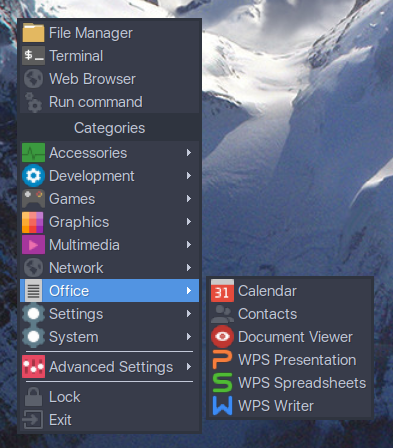 File Manager
Terminal
Web Browser
Run command
Categories
Accessories
Development
Games
Graphics
Multimedia
Network
Office
Settings
System
Advanced Settings
Lock
Exit
31 Calendar
Contacts
Document Viewer
WPS Presentation
WPS Spreadsheets
WPS Writer